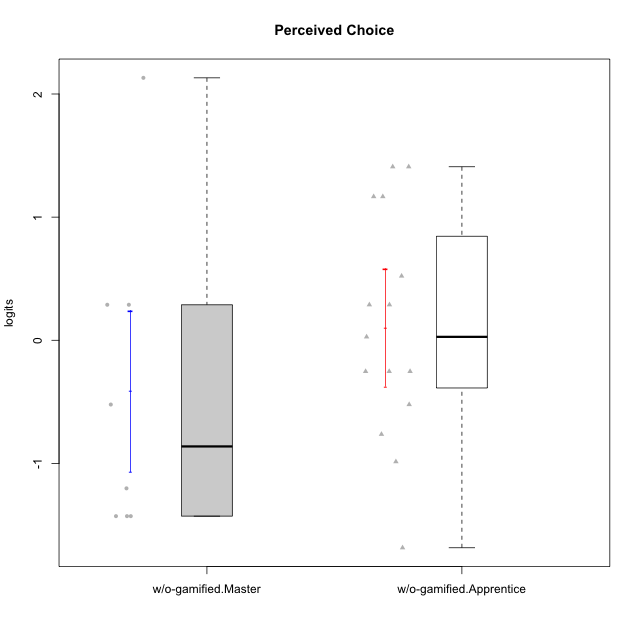 Perceived Choice
logits
2
1
0
-1
w/o-gamified.Master
w/o-gamified.Apprentice